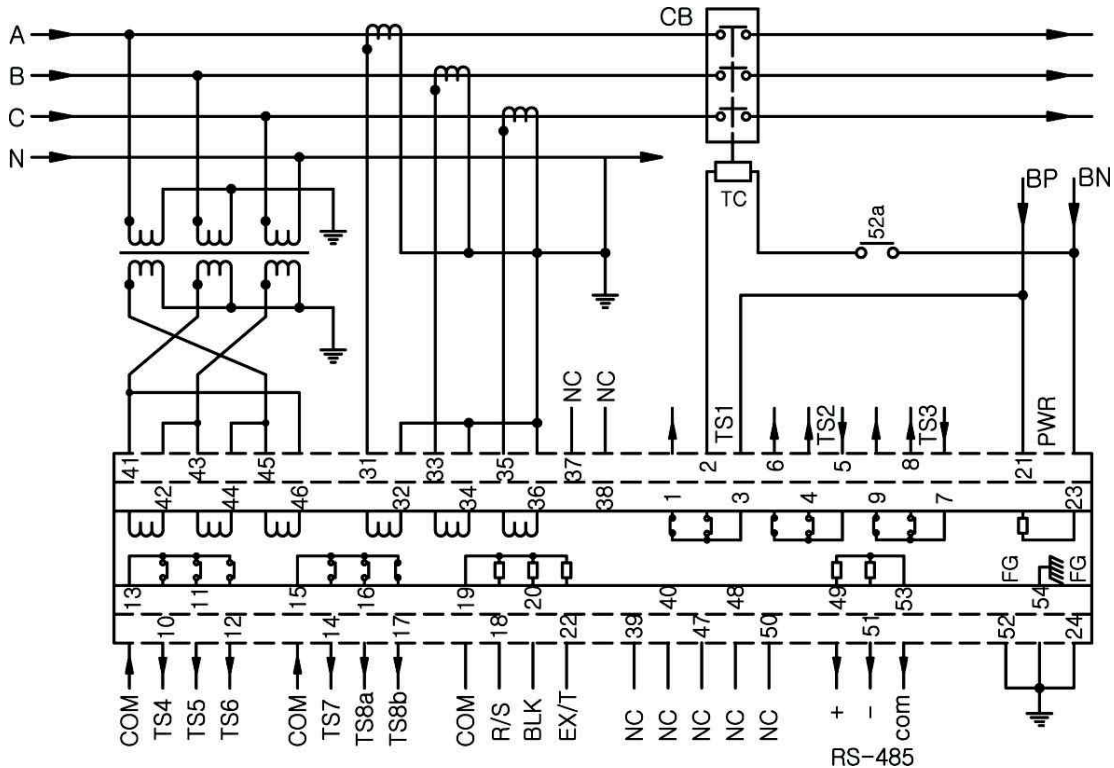 A
B
C
N
CB
TC
52a
BP
BN
NC
NC
TS1
TS2
TS3
PWR
41
43
45
31
33
35
37
2
6
5
8
21
42
44
46
32
34
36
38
1
3
4
9
7
23
13
11
15
16
19
20
40
48
49
53
FG
54
FG
10
12
14
17
18
22
39
47
50
51
52
24
COM
TS4
TS5
TS6
COM
TS7
TS8a
TS8b
COM
R/S
BLK
EX/T
NC
NC
NC
NC
NC
+
-
com
RS-485